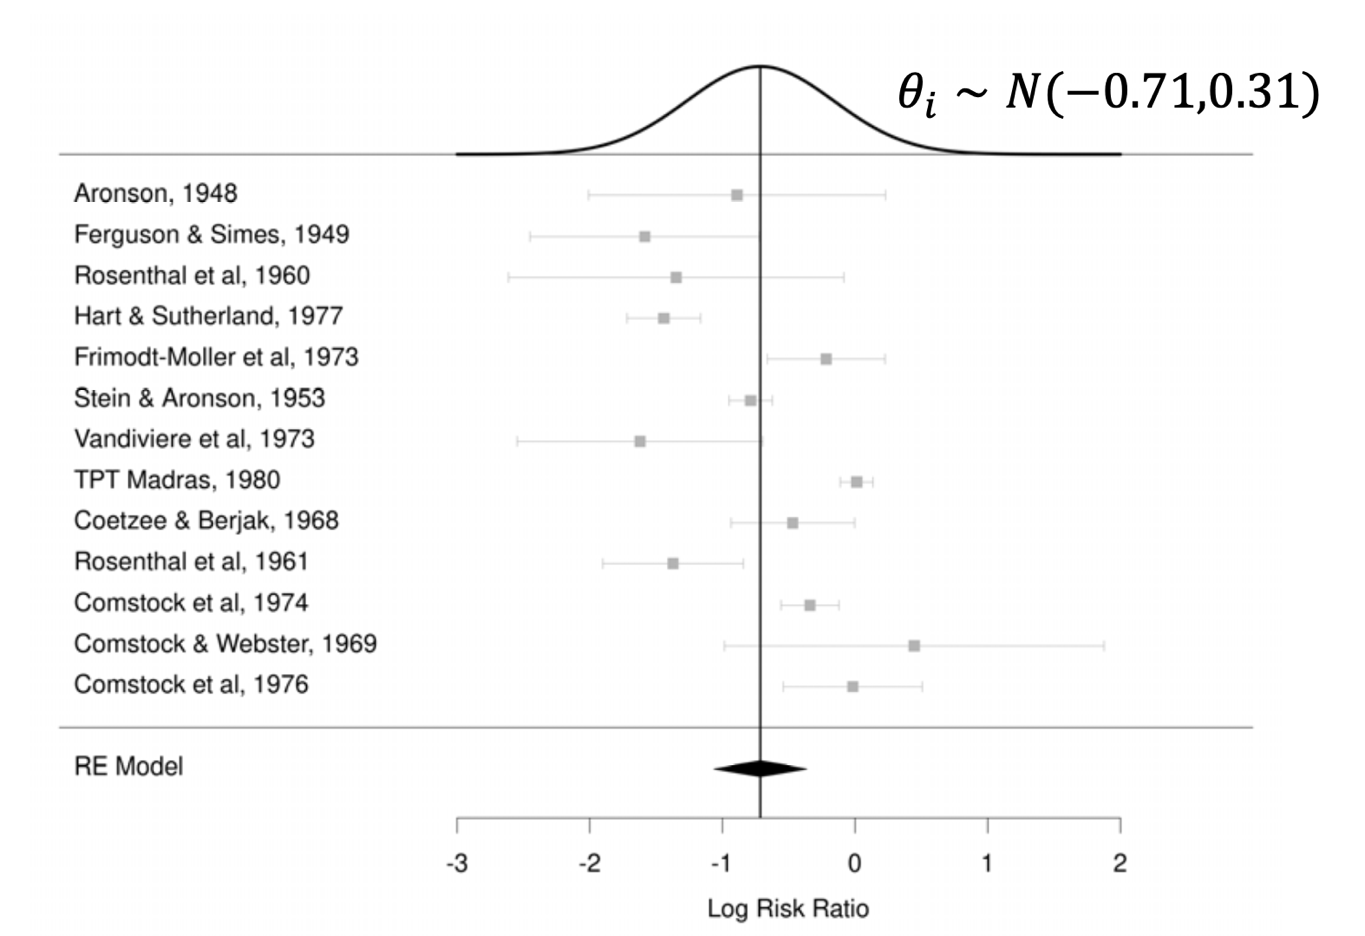 θᵢ ~ N(−0.71,0.31)
Aronson, 1948
Ferguson & Simes, 1949
Rosenthal et al, 1960
Hart & Sutherland, 1977
Frimodt-Moller et al, 1973
Stein & Aronson, 1953
Vandiviere et al, 1973
TPT Madras, 1980
Coetzee & Berjak, 1968
Rosenthal et al, 1961
Comstock et al, 1974
Comstock & Webster, 1969
Comstock et al, 1976
RE Model
-3 -2 -1 0 1 2
Log Risk Ratio